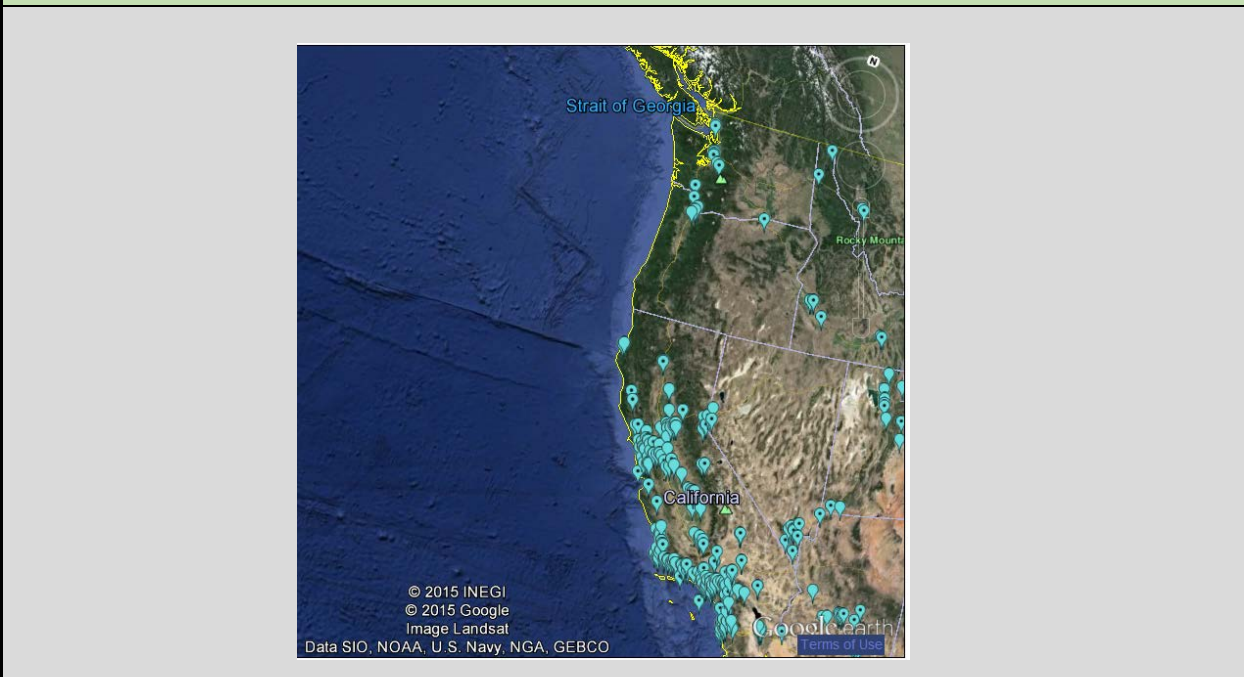 N
Strait of Georgia
Rocky Mounta
California
© 2015 INEGI
© 2015 Google
Image Landsat
Data SIO, NOAA, U.S. Navy, NGA, GEBCO
Google earth
Terms of Use